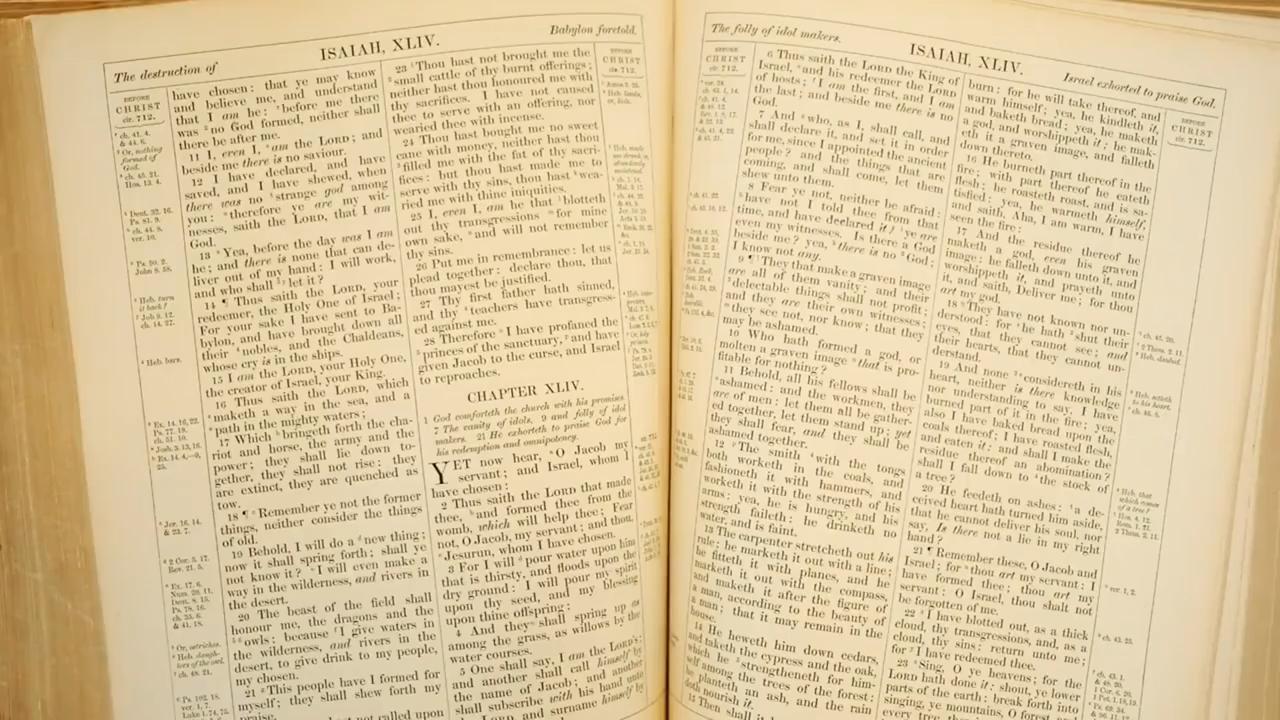 The destruction of
ISAIAH, XLIV.
Babylon foretold.
BEFORE
CHRIST
cir. 712.
have chosen: that ye may know
and believe me, and understand
that I am he: before me there
was no God formed, neither shall
there be after me.
11 I, even I, am the LORD; and
beside me there is no saviour.
12 I have declared, and have
saved, and I have shewed, when
there was no strange god among
you: therefore ye are my wit-
nesses, saith the LORD, that I am
God.
13 Yea, before the day was I am
he; and there is none that can de-
liver out of my hand: I will work,
and who shall let it?
14 ¶ Thus saith the LORD, your
redeemer, the Holy One of Israel;
For your sake I have sent to Ba-
bylon, and have brought down all
their nobles, and the Chaldeans,
whose cry is in the ships.
15 I am the LORD, your Holy One,
the creator of Israel, your King.
16 Thus saith the LORD, which
maketh a way in the sea, and a
path in the mighty waters;
17 Which bringeth forth the cha-
riot and horse, the army and the
power; they shall lie down to-
gether, they shall not rise: they
are extinct, they are quenched as
tow.
18 ¶ Remember ye not the former
things, neither consider the things
of old.
19 Behold, I will do a new thing;
now it shall spring forth; shall ye
not know it? I will even make a
way in the wilderness, and rivers in
the desert.
20 The beast of the field shall
honour me, the dragons and the
owls: because I give waters in
the wilderness, and rivers in the
desert, to give drink to my people,
my chosen.
21 This people have I formed for
myself; they shall shew forth my
praise.
not called upon
23 Thou hast not brought me the
small cattle of thy burnt offerings;
neither hast thou honoured me with
thy sacrifices. I have not caused
thee to serve with an offering, nor
wearied thee with incense.
24 Thou hast bought me no sweet
cane with money, neither hast thou
filled me with the fat of thy sacri-
fices: but thou hast made me to
serve with thy sins, thou hast wea-
ried me with thine iniquities.
25 I, even I, am he that blotteth
out thy transgressions for mine
own sake, and will not remember
thy sins.
26 Put me in remembrance: let us
plead together: declare thou, that
thou mayest be justified.
27 Thy first father hath sinned,
and thy teachers have transgress-
ed against me.
28 Therefore I have profaned the
princes of the sanctuary, and have
given Jacob to the curse, and Israel
to reproaches.
CHAPTER XLIV.
1 God comforteth the church with his promises
7 The vanity of idols, 9 and folly of idol
makers. 21 He exhorteth to praise God for
his redemption and omnipotency.
YET now hear, O Jacob my
servant; and Israel, whom I
have chosen:
2 Thus saith the LORD that made
thee, and formed thee from the
womb, which will help thee; Fear
not, O Jacob, my servant; and thou,
Jesurun, whom I have chosen.
3 For I will pour water upon him
that is thirsty, and floods upon the
dry ground: I will pour my spirit
upon thy seed, and my blessing
upon thine offspring:
4 And they shall spring up as
among the grass, as willows by the
water courses.
5 One shall say, I am the LORD'S;
and another shall call himself by
the name of Jacob; and another
shall subscribe with his hand unto
the LORD, and surname himself by
The folly of idol makers.
ISAIAH, XLIV.
Israel exhorted to praise God.
BEFORE
CHRIST
cir. 712.
6 Thus saith the LORD the King of
Israel, and his redeemer the LORD
of hosts; I am the first, and I am
the last; and beside me there is no
God.
7 And who, as I, shall call, and
shall declare it, and set it in order
for me, since I appointed the ancient
people? and the things that are
coming, and shall come, let them
shew unto them.
8 Fear ye not, neither be afraid:
have not I told thee from that
time, and have declared it? ye are
even my witnesses. Is there a God
beside me? yea, there is no God;
I know not any.
9 ¶ They that make a graven image
are all of them vanity; and their
delectable things shall not profit;
and they are their own witnesses;
they see not, nor know; that they
may be ashamed.
10 Who hath formed a god, or
molten a graven image that is pro-
fitable for nothing?
11 Behold, all his fellows shall be
ashamed: and the workmen, they
are of men: let them all be gather-
ed together, let them stand up; yet
they shall fear, and they shall be
ashamed together.
12 The smith with the tongs
both worketh in the coals, and
fashioneth it with hammers, and
worketh it with the strength of his
arms: yea, he is hungry, and his
strength faileth: he drinketh no
water, and is faint.
13 The carpenter stretcheth out his
rule; he marketh it out with a line;
he fitteth it with planes, and he
marketh it out with the compass,
and maketh it after the figure of
a man, according to the beauty of
a man; that it may remain in the
house.
14 He heweth him down cedars,
and taketh the cypress and the oak,
which he strengtheneth for him-
self among the trees of the forest:
he planteth an ash, and the rain
doth nourish it.
15 Then shall it
burn: for he will take thereof, and
warm himself; yea, he kindleth it,
and baketh bread; yea, he maketh
a god, and worshippeth it; he mak-
eth it a graven image, and falleth
down thereto.
16 He burneth part thereof in the
fire; with part thereof he eateth
flesh; he roasteth roast, and is sa-
tisfied: yea, he warmeth himself,
and saith, Aha, I am warm, I have
seen the fire:
17 And the residue thereof he
maketh a god, even his graven
image: he falleth down unto it, and
worshippeth it, and prayeth unto
it, and saith, Deliver me; for thou
art my god.
18 They have not known nor un-
derstood: for he hath shut their
eyes, that they cannot see; and
their hearts, that they cannot un-
derstand.
19 And none considereth in his
heart, neither is there knowledge
nor understanding to say, I have
burned part of it in the fire; yea,
also I have baked bread upon the
coals thereof; I have roasted flesh,
and eaten it: and shall I make the
residue thereof an abomination?
shall I fall down to the stock of
a tree?
20 He feedeth on ashes: a de-
ceived heart hath turned him aside,
that he cannot deliver his soul, nor
say, Is there not a lie in my right
hand?
21 ¶ Remember these, O Jacob and
Israel; for thou art my servant: I
have formed thee; thou art my
servant: O Israel, thou shalt not
be forgotten of me.
22 I have blotted out, as a thick
cloud, thy transgressions, and, as a
cloud, thy sins: return unto me;
for I have redeemed thee.
23 Sing, O ye heavens; for the
LORD hath done it: shout, ye lower
parts of the earth: break forth into
singing, ye mountains, O forest, and
every tree
BEFORE
CHRIST
cir. 712.